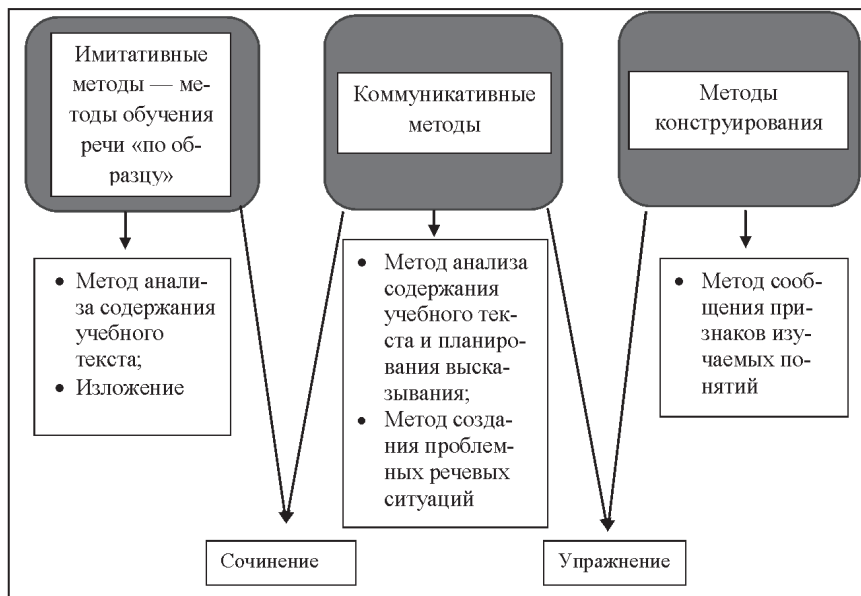 Имитативные
методы — ме-
тоды обучения
речи «по об-
разцу»
Коммуникативные
методы
Методы
конструирования
• Метод анали-
за содержания
учебного
текста;
• Изложение
• Метод анализа
содержания
учебного тек-
ста и планиро-
вания выска-
зывания;
• Метод созда-
ния проблем-
ных речевых
ситуаций
• Метод сооб-
щения при-
знаков изу-
чаемых по-
нятий
Сочинение
Упражнение